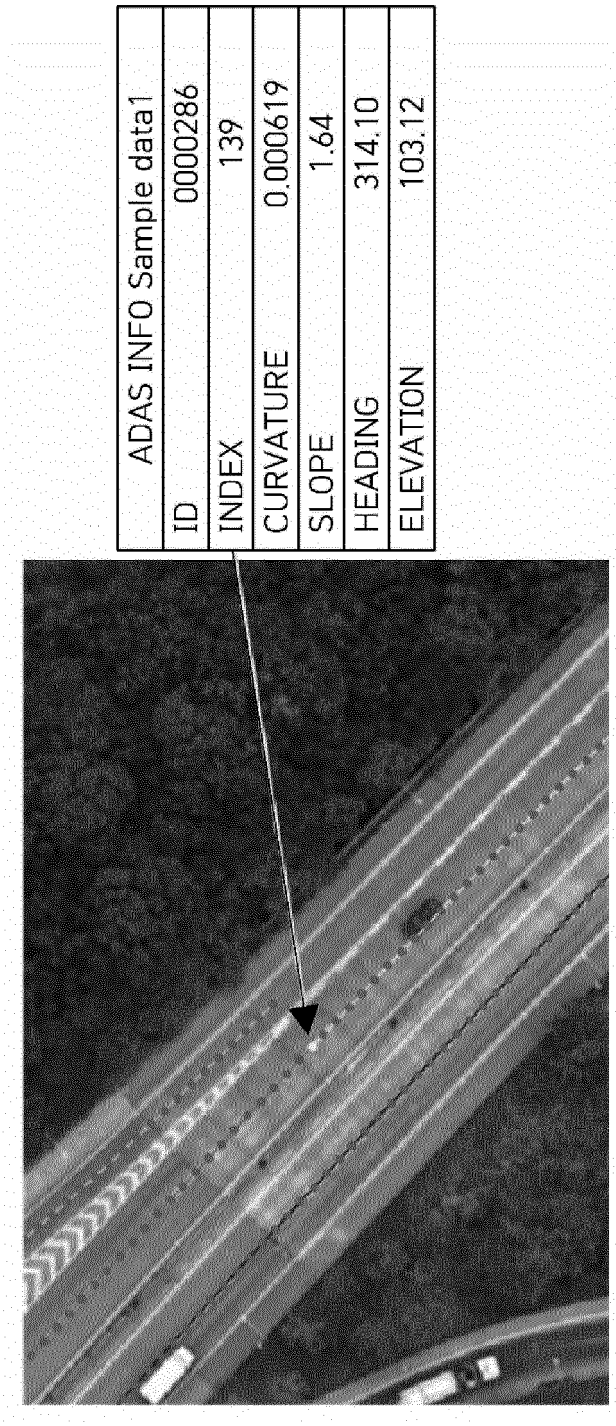 ADAS INFO Sample data1
ID 0000286
INDEX 139
CURVATURE 0.000619
SLOPE 1.64
HEADING 314.10
ELEVATION 103.12